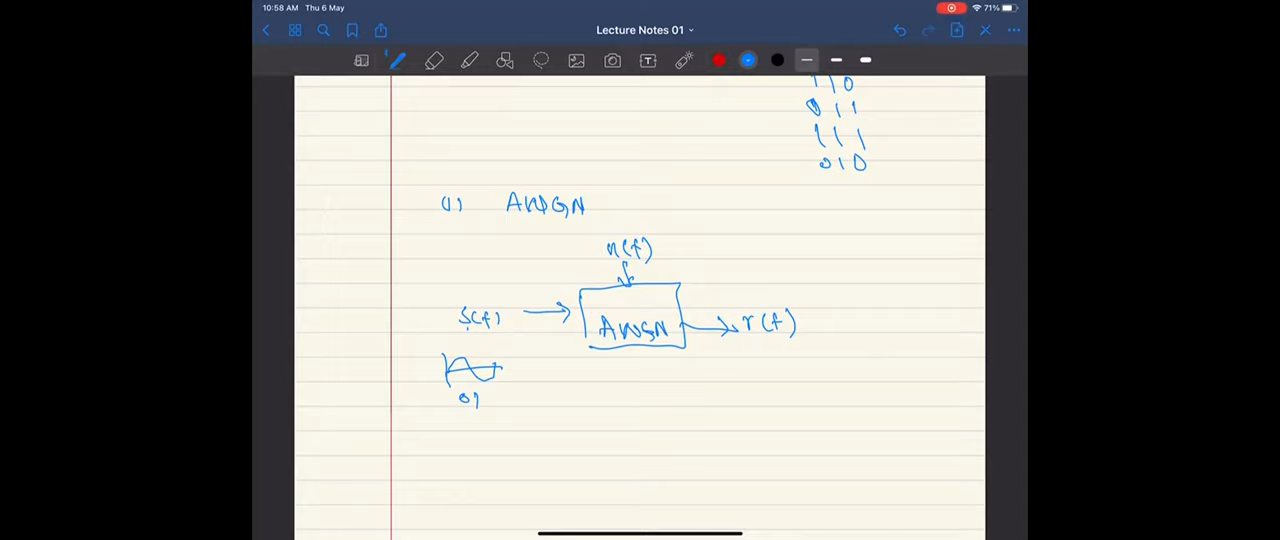 10:58 AM Thu 6 May
71%
Lecture Notes 01
T
1 1 0
0 1 1
1 1 1
0 1 0
(1) AWGN
n(t)
s(t)
AWGN
r(t)
01